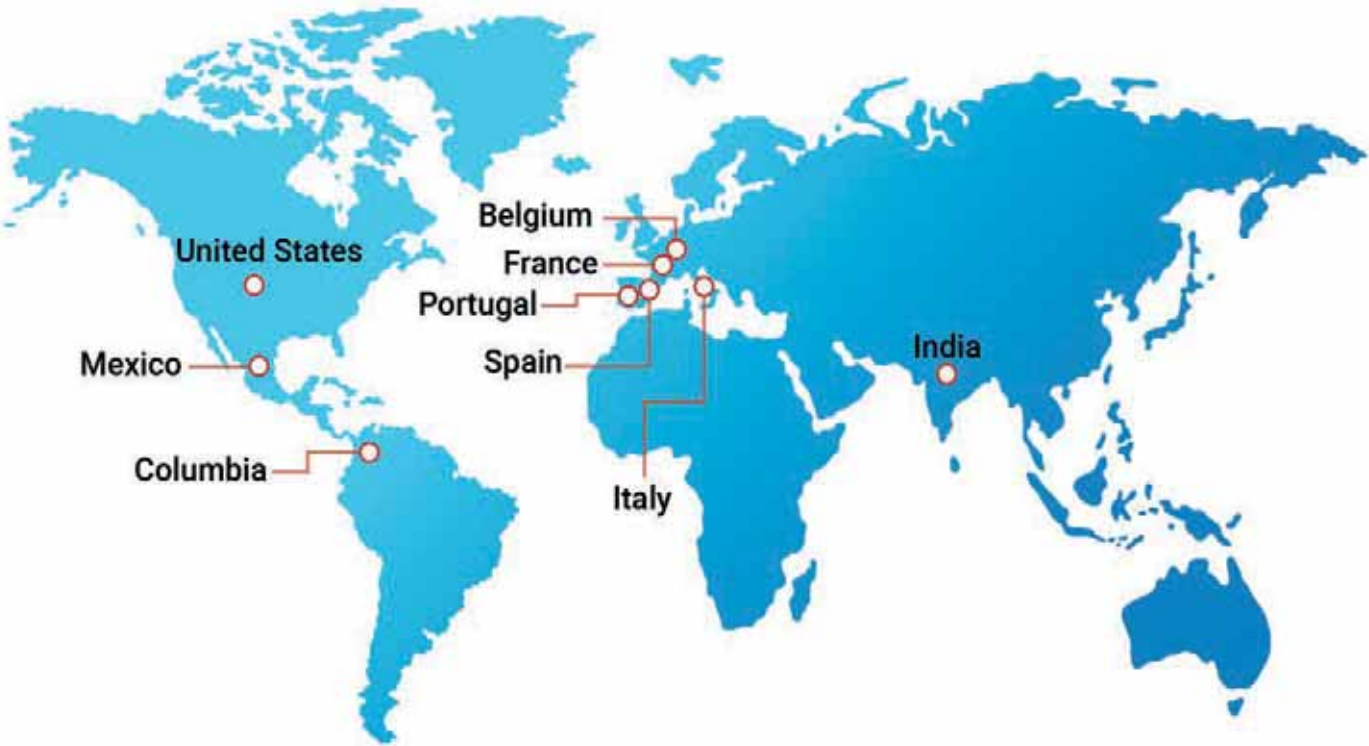 Belgium
United States
France
Portugal
Mexico
Spain
India
Columbia
Italy